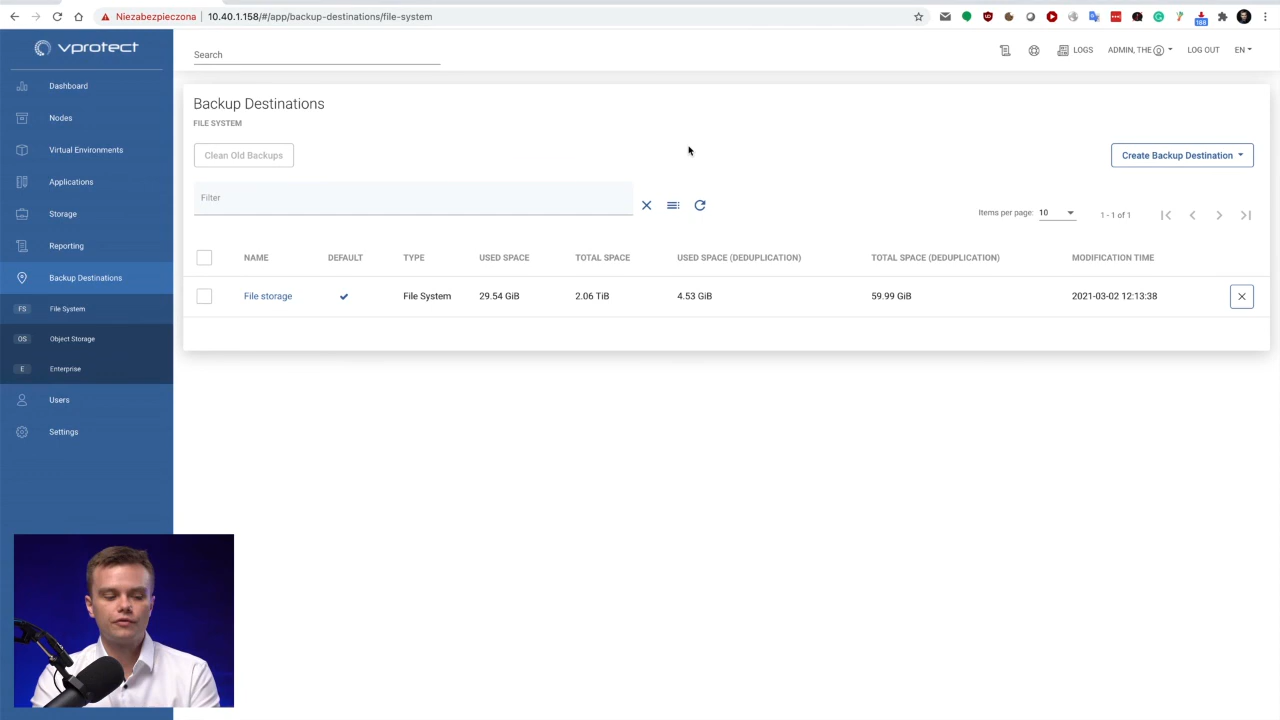 Niezabezpieczona | 10.40.1.158/#/app/backup-destinations/file-system
188
vprotect
Search
LOGS
ADMIN, THE
LOG OUT
EN
Dashboard
Nodes
Virtual Environments
Applications
Storage
Reporting
Backup Destinations
FS File System
OS Object Storage
E Enterprise
Users
Settings
Backup Destinations
FILE SYSTEM
Clean Old Backups
Create Backup Destination
Filter
Items per page: 10
1 - 1 of 1
NAME DEFAULT TYPE USED SPACE TOTAL SPACE USED SPACE (DEDUPLICATION) TOTAL SPACE (DEDUPLICATION) MODIFICATION TIME
File storage File System 29.54 GiB 2.06 TiB 4.53 GiB 59.99 GiB 2021-03-02 12:13:38